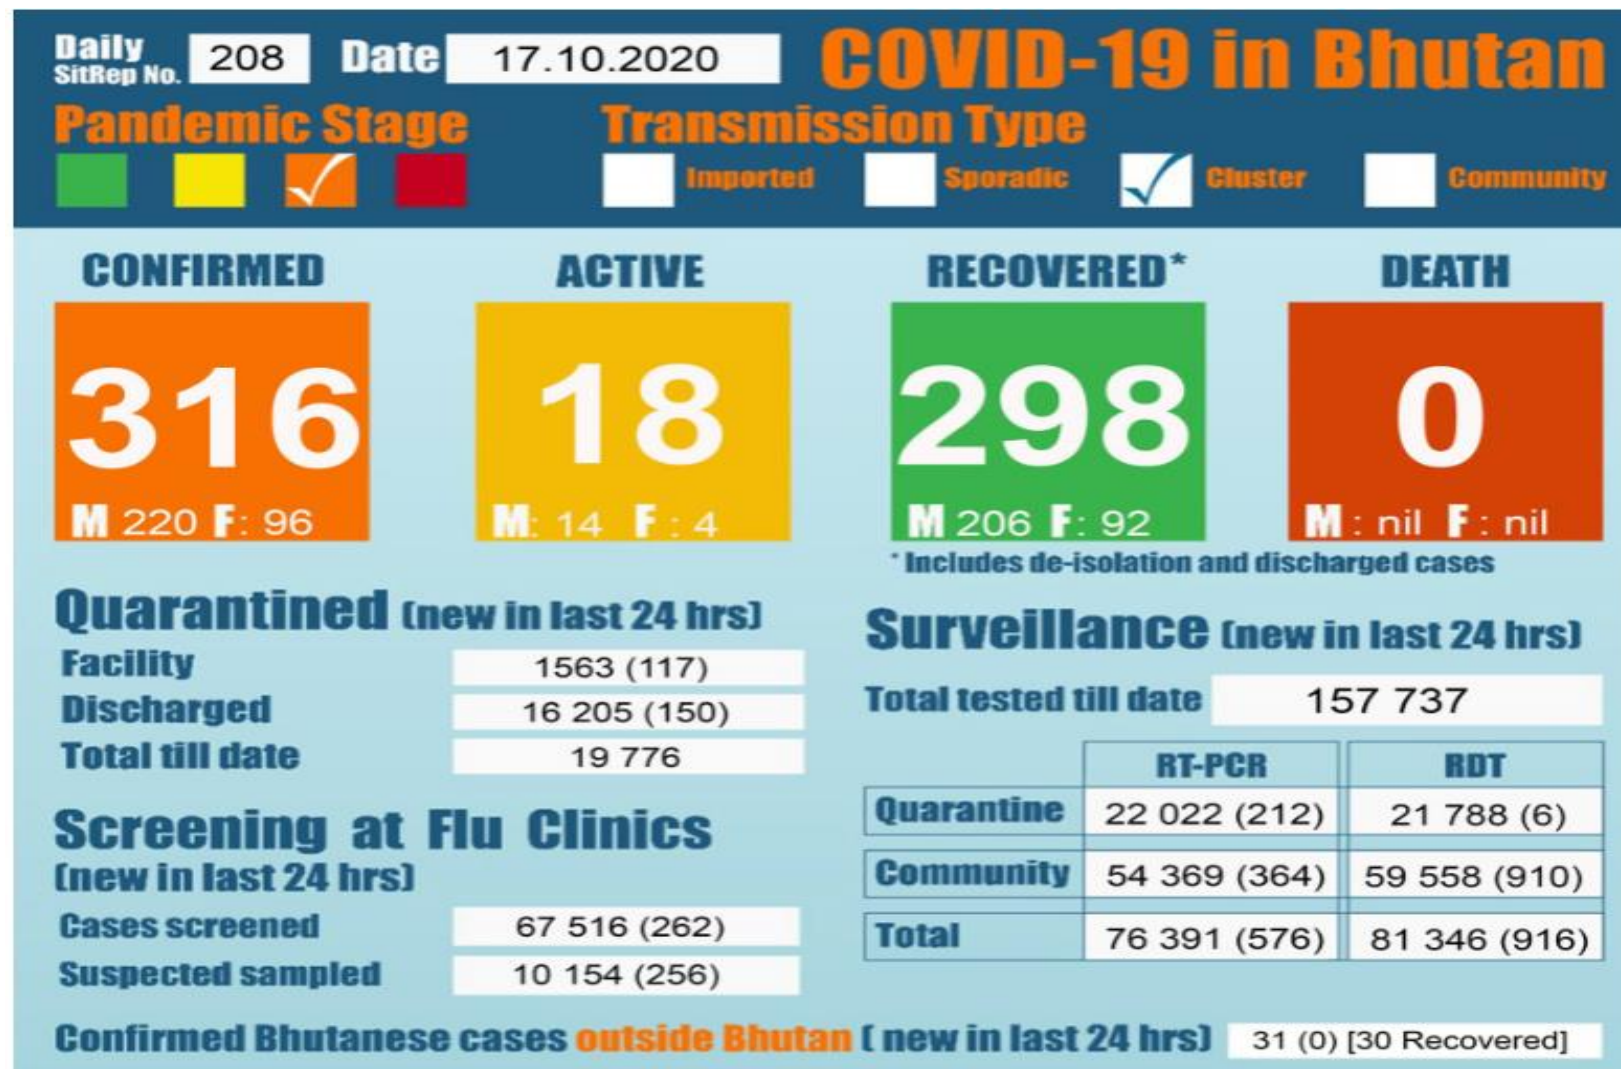 Daily SitRep No. 208 Date 17.10.2020 COVID-19 in Bhutan
Pandemic Stage Transmission Type
Imported Sporadic Cluster Community
CONFIRMED ACTIVE RECOVERED* DEATH
316 18 298 0
M 220 F: 96 M: 14 F : 4 M 206 F: 92 M : nil F : nil
* Includes de-isolation and discharged cases
Quarantined (new in last 24 hrs)
Facility 1563 (117)
Discharged 16 205 (150)
Total till date 19 776
Screening at Flu Clinics
(new in last 24 hrs)
Cases screened 67 516 (262)
Suspected sampled 10 154 (256)
Surveillance (new in last 24 hrs)
Total tested till date 157 737
RT-PCR RDT
Quarantine 22 022 (212) 21 788 (6)
Community 54 369 (364) 59 558 (910)
Total 76 391 (576) 81 346 (916)
Confirmed Bhutanese cases outside Bhutan ( new in last 24 hrs) 31 (0) [30 Recovered]